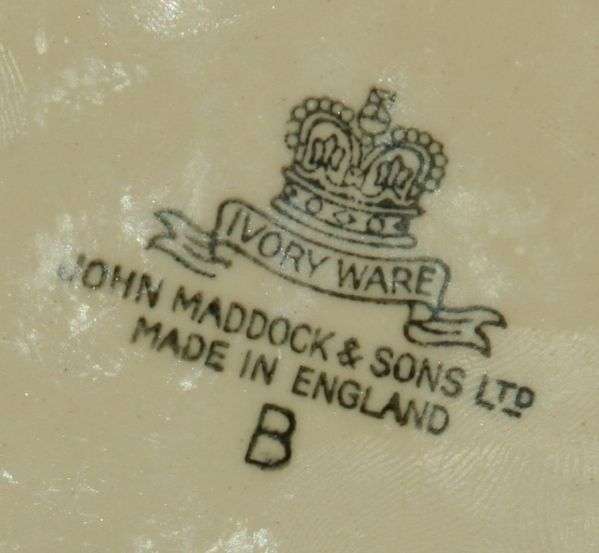 IVORY WARE
JOHN MADDOCK & SONS LTD
MADE IN ENGLAND
B